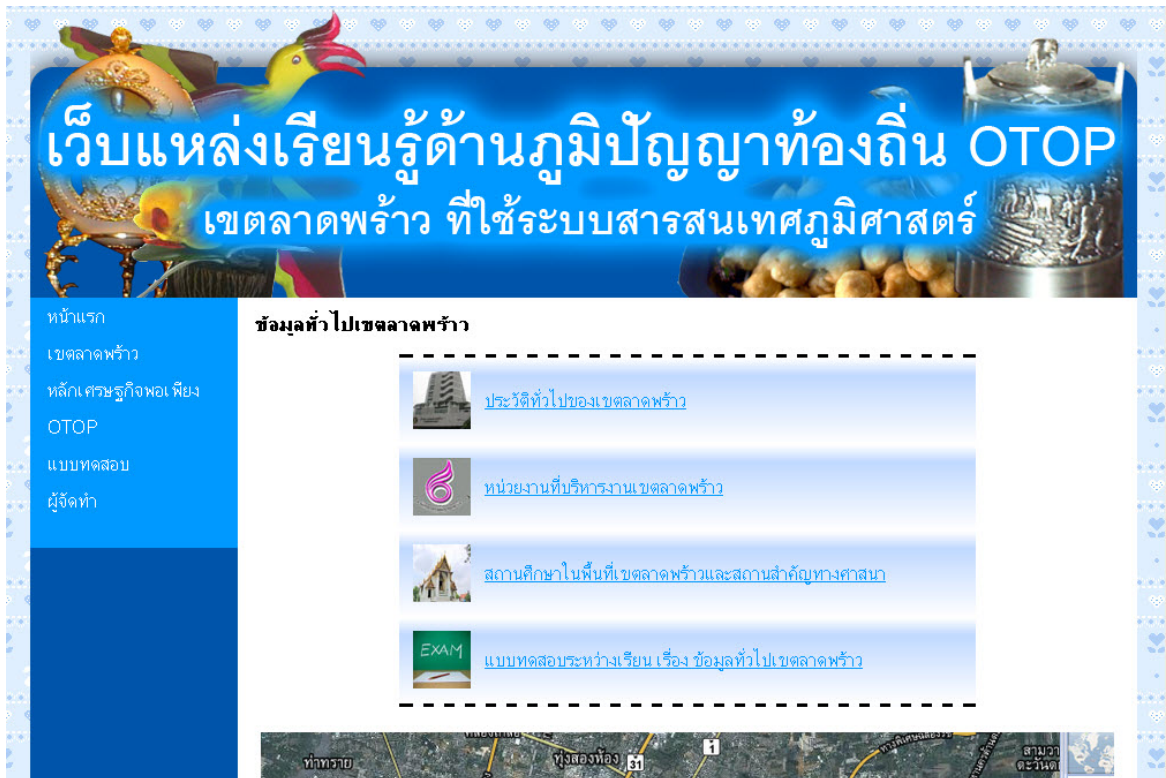 เว็บแหล่งเรียนรู้ด้านภูมิปัญญาท้องถิ่น OTOP
เขตลาดพร้าว ที่ใช้ระบบสารสนเทศภูมิศาสตร์
หน้าแรก
เขตลาดพร้าว
หลักเศรษฐกิจพอเพียง
OTOP
แบบทดสอบ
ผู้จัดทำ
ข้อมูลทั่วไปเขตลาดพร้าว
ประวัติทั่วไปของเขตลาดพร้าว
หน่วยงานที่บริหารงานเขตลาดพร้าว
สถานศึกษาในพื้นที่เขตลาดพร้าวและสถานสำคัญทางศาสนา
EXAM
แบบทดสอบระหว่างเรียน เรื่อง ข้อมูลทั่วไปเขตลาดพร้าว
ท่าทราย
ทุ่งสองห้อง
31
1